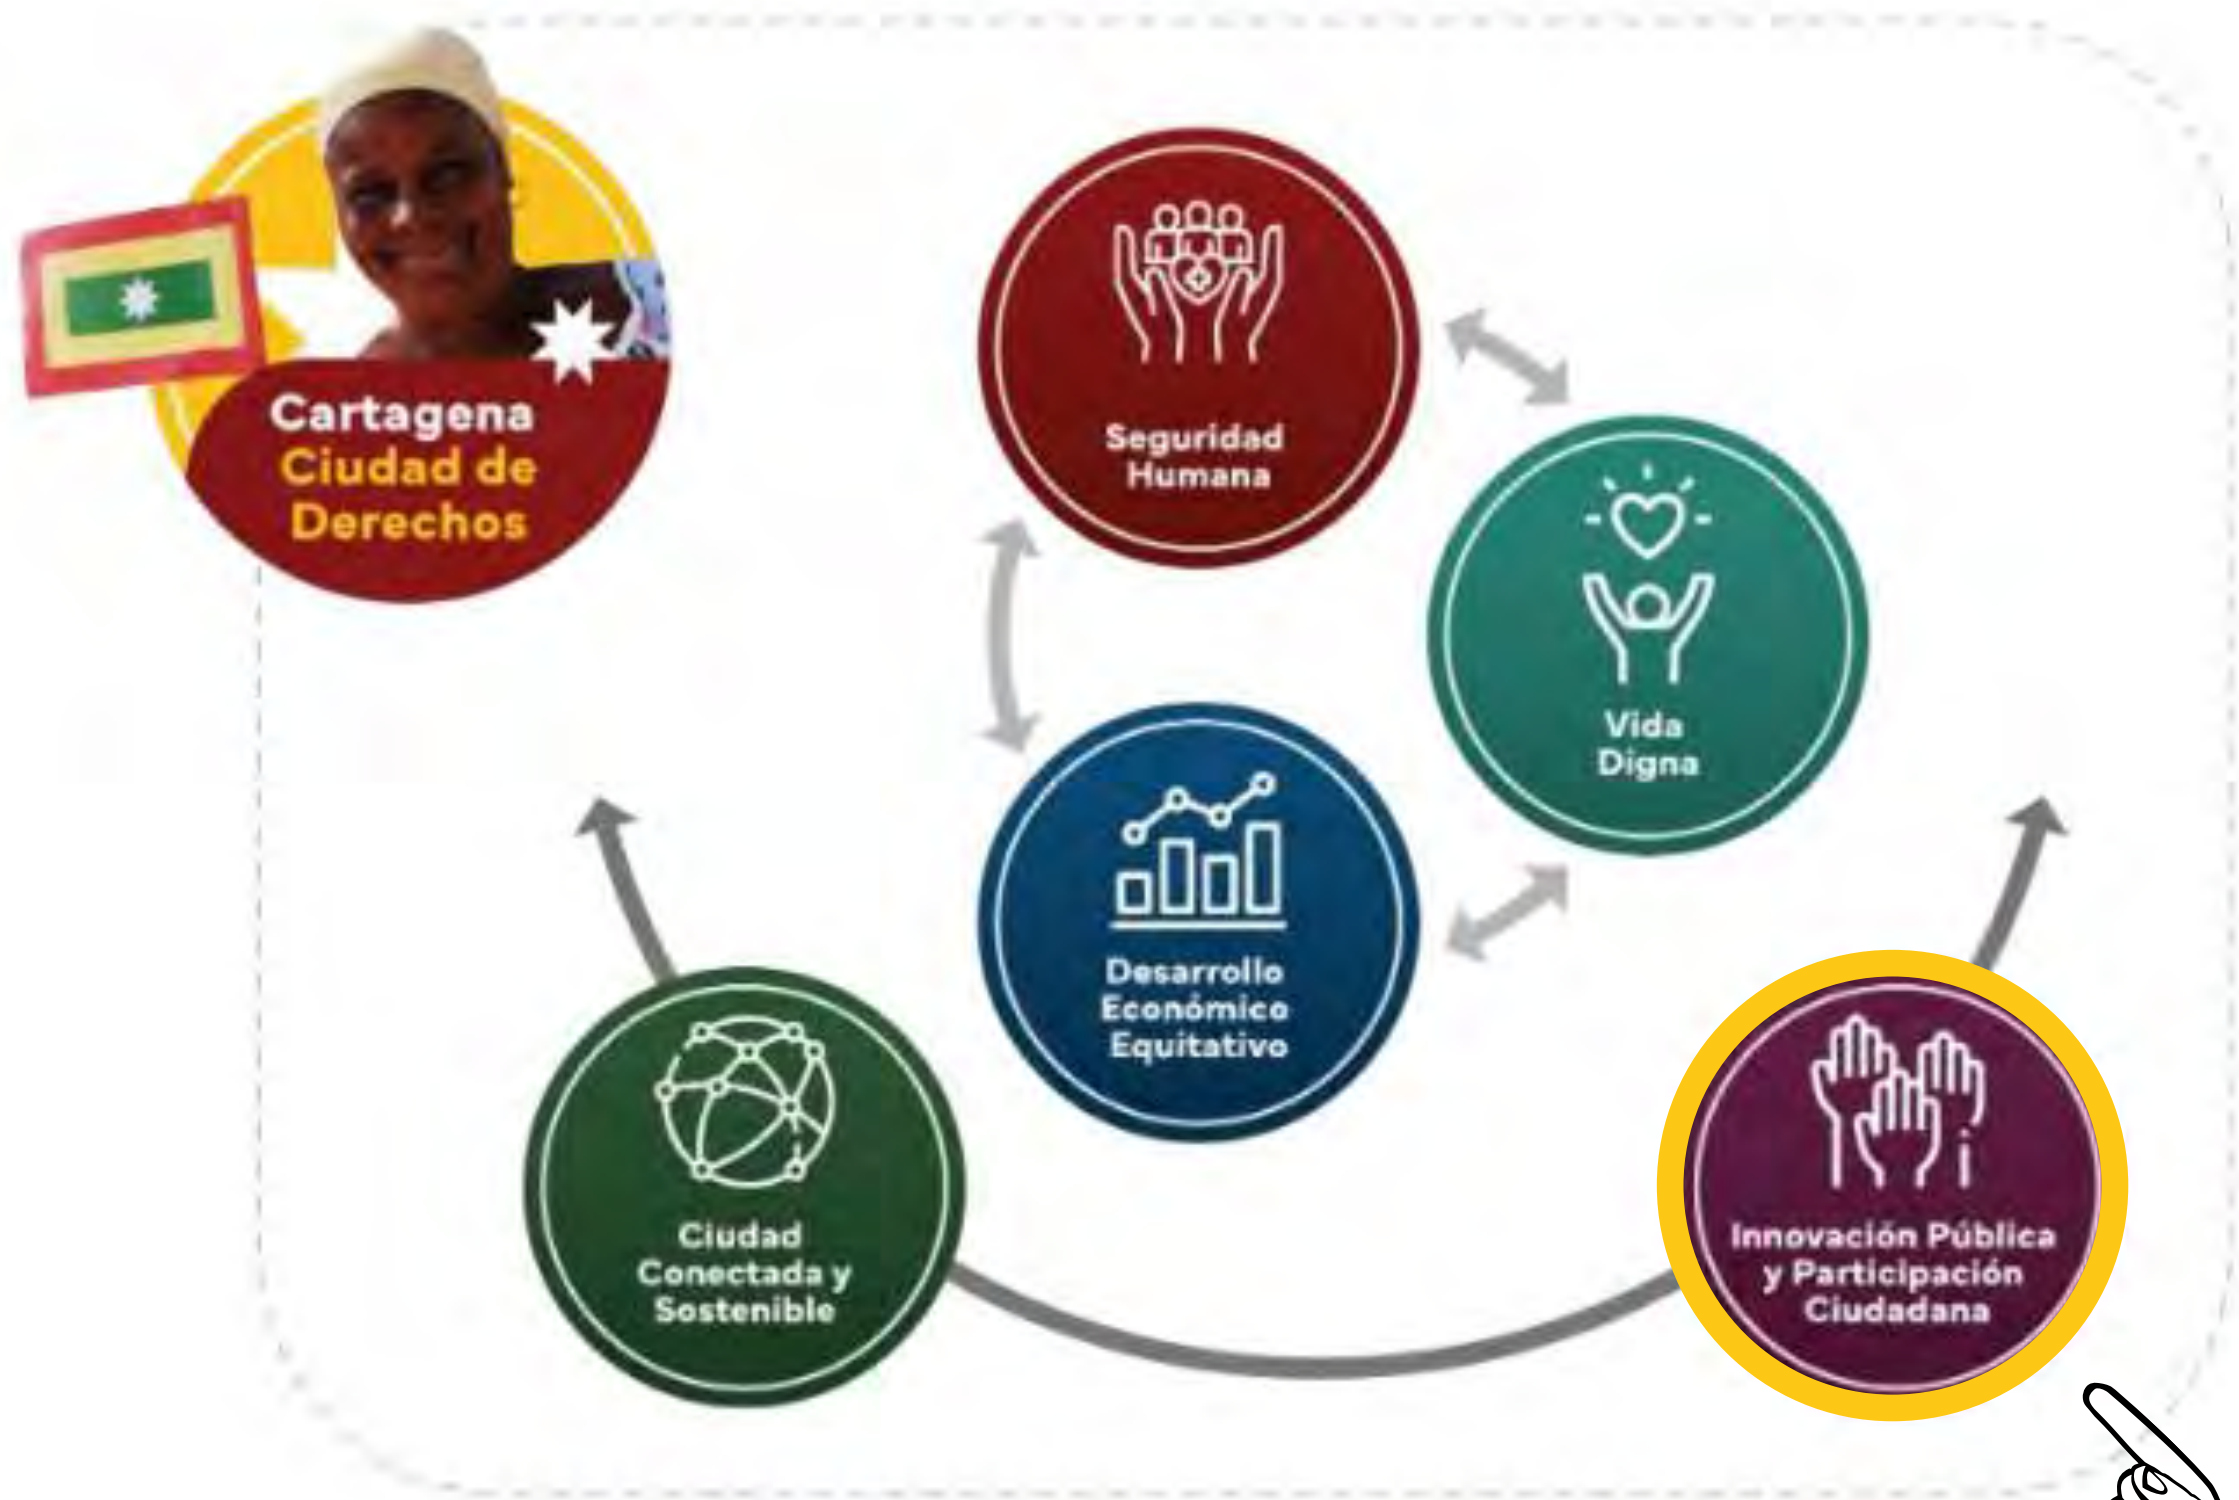 Cartagena
Ciudad de
Derechos
Seguridad
Humana
Vida
Digna
Desarrollo
Económico
Equitativo
Ciudad
Conectada y
Sostenible
Innovación Pública
y Participación
Ciudadana